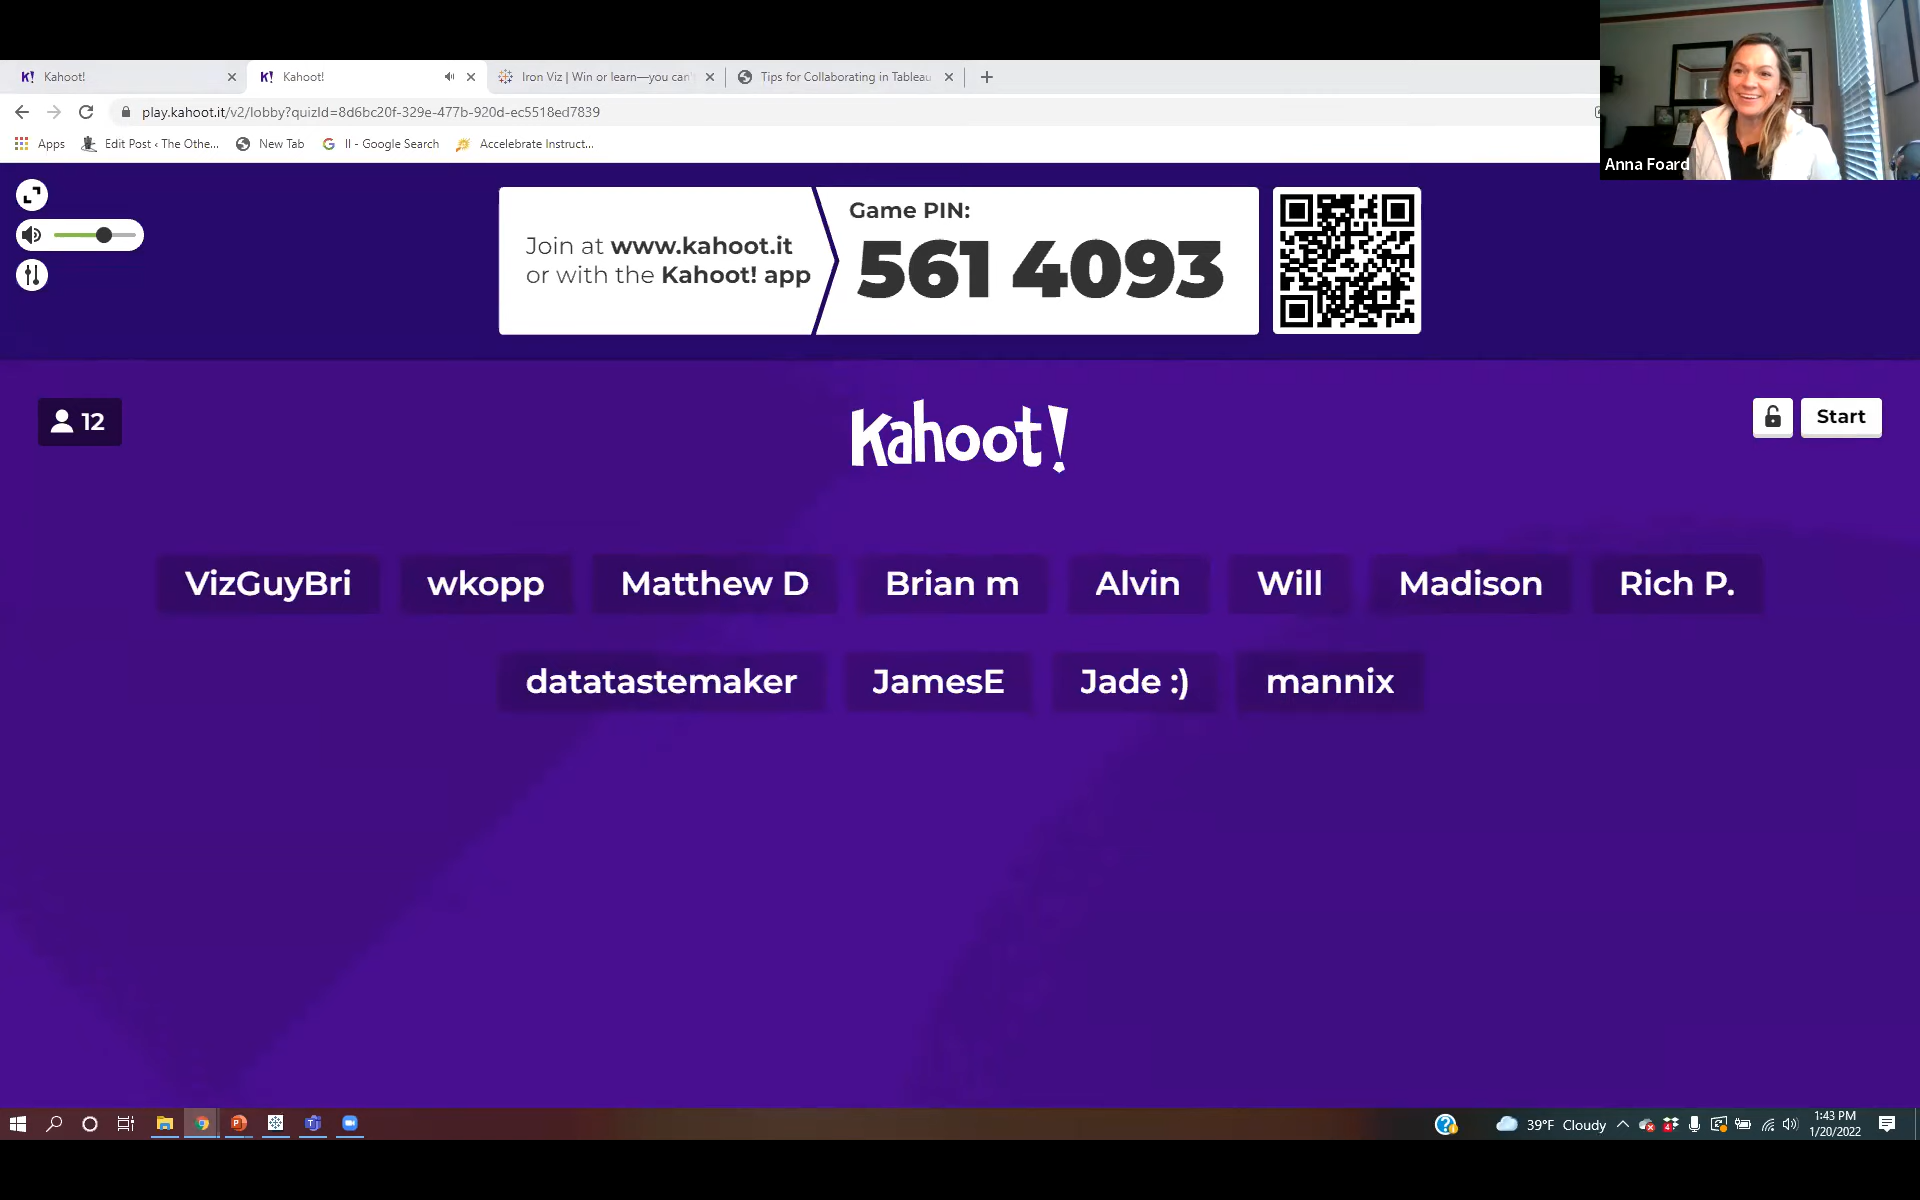 Kahoot!
Kahoot!
Iron Viz | Win or learn—you can'
Tips for Collaborating in Tableau
play.kahoot.it/v2/lobby?quizId=8d6bc20f-329e-477b-920d-ec5518ed7839
Apps
Edit Post ‹ The Othe...
New Tab
ll - Google Search
Accelebrate Instruct...
Anna Foard
Join at www.kahoot.it
or with the Kahoot! app
Game PIN:
561 4093
12
Kahoot!
Start
VizGuyBri wkopp Matthew D Brian m Alvin Will Madison Rich P.
datatastemaker JamesE Jade :) mannix
39°F Cloudy
1:43 PM
1/20/2022